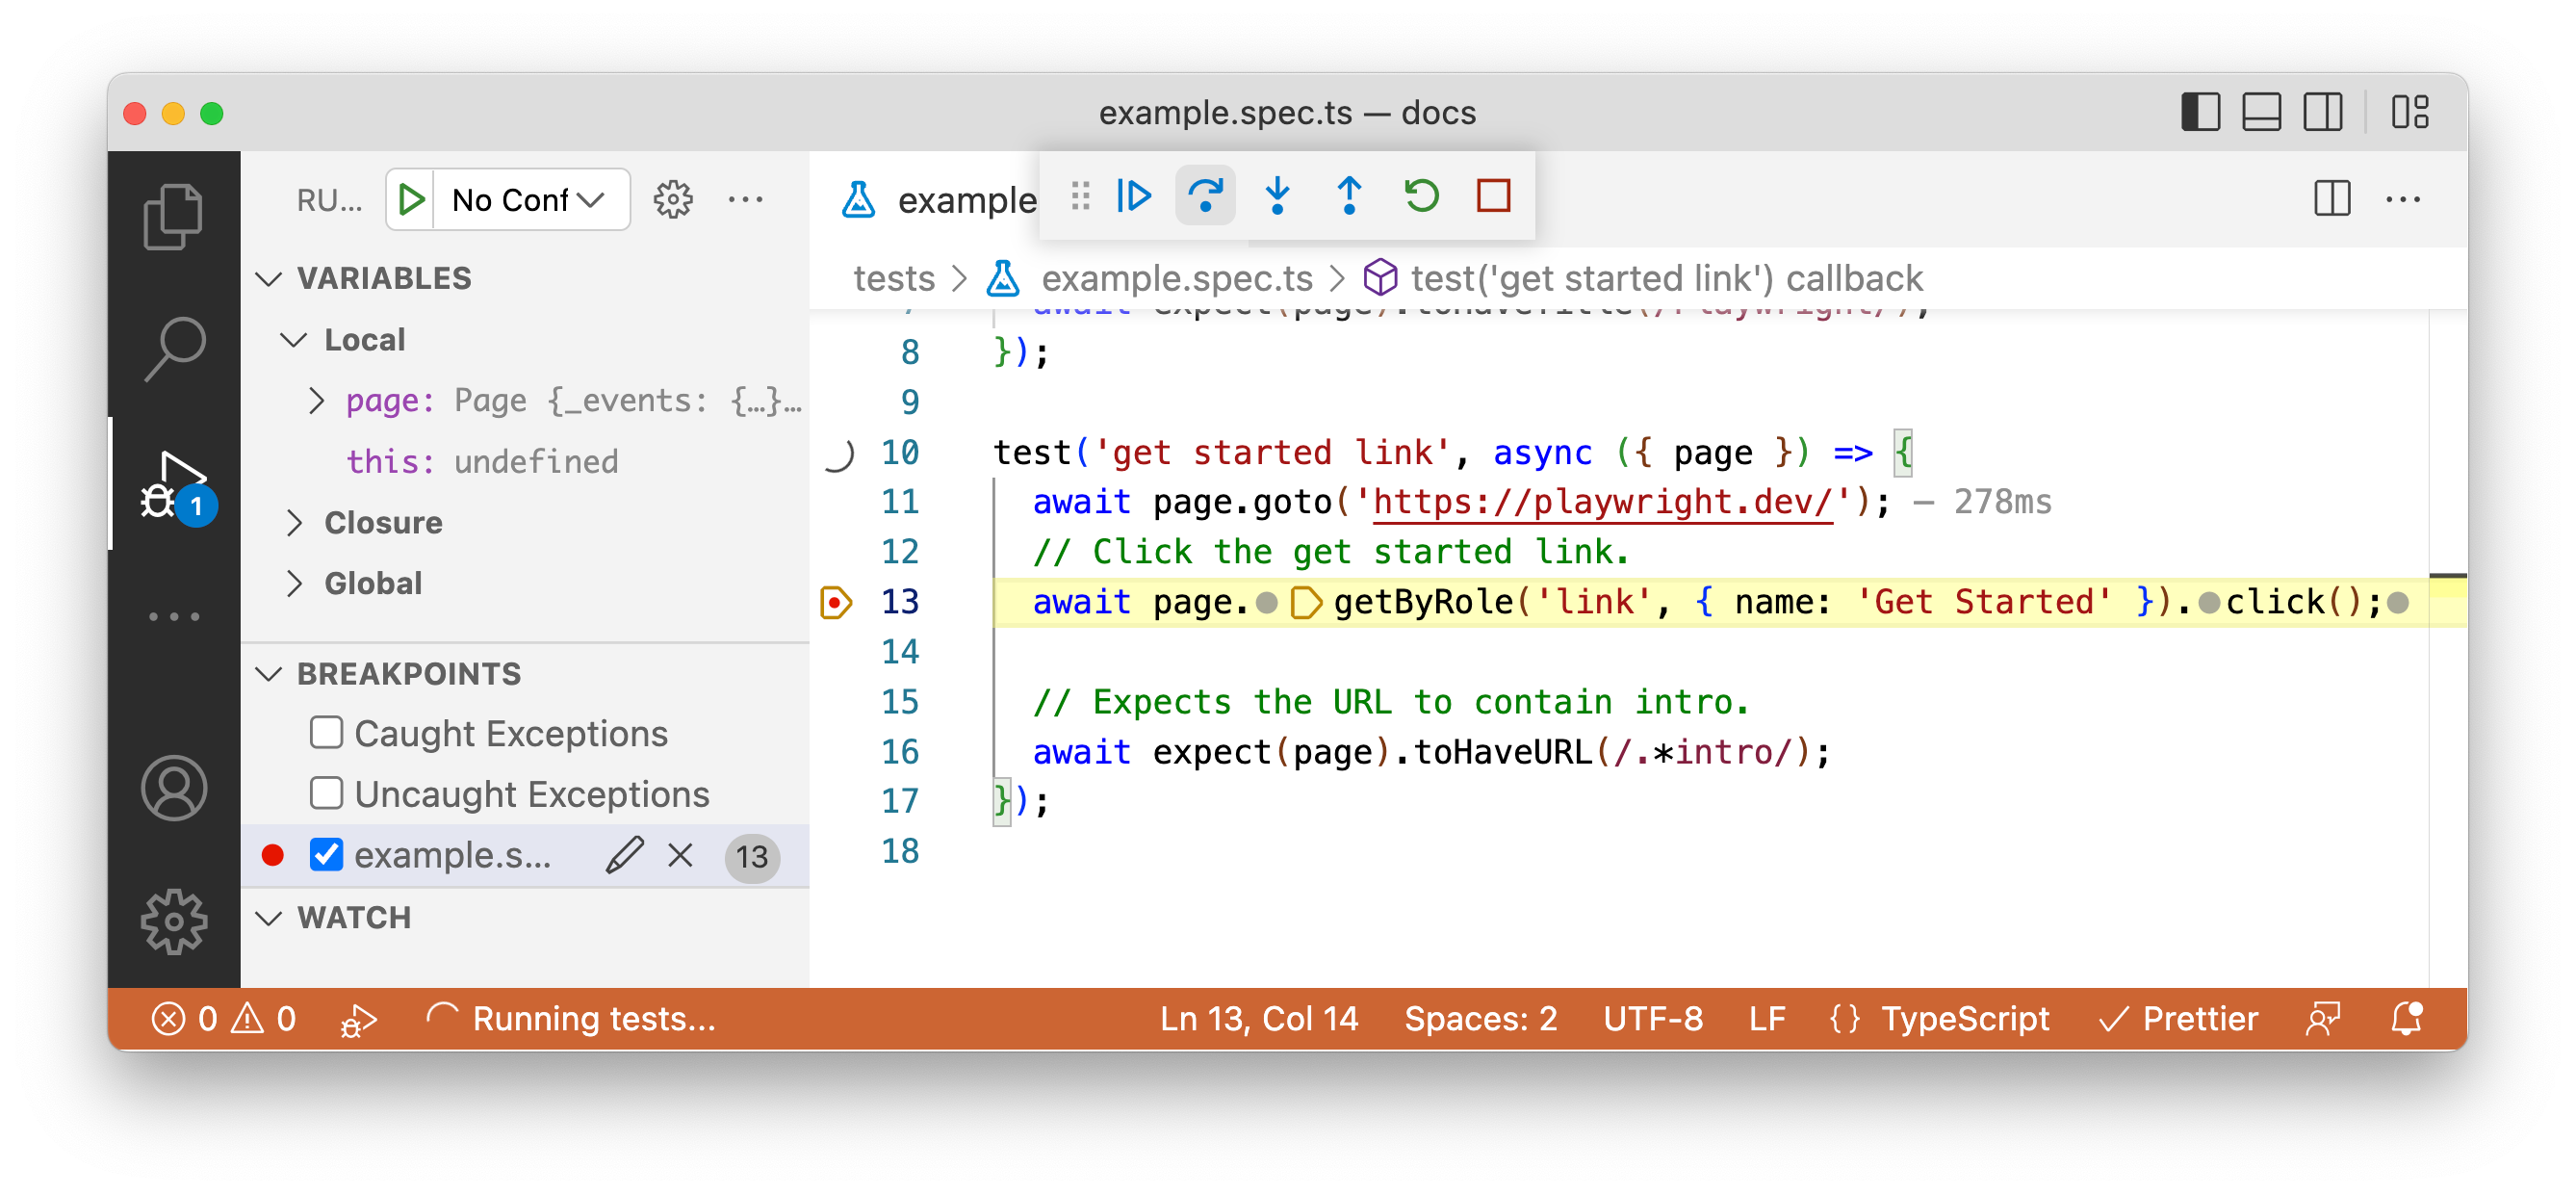 example.spec.ts — docs
RU... No Conf
example
VARIABLES
Local
page: Page {_events: {…}…
this: undefined
Closure
Global
1
BREAKPOINTS
Caught Exceptions
Uncaught Exceptions
example.s... 13
WATCH
tests > example.spec.ts > test('get started link') callback
7 await expect(page).toHaveTitle(/Playwright/);
8 });
9
10 test('get started link', async ({ page }) => {
11 await page.goto('https://playwright.dev/'); — 278ms
12 // Click the get started link.
13 await page.getByRole('link', { name: 'Get Started' }).click();
14
15 // Expects the URL to contain intro.
16 await expect(page).toHaveURL(/.*intro/);
17 });
18
0 0 Running tests... Ln 13, Col 14 Spaces: 2 UTF-8 LF {} TypeScript Prettier